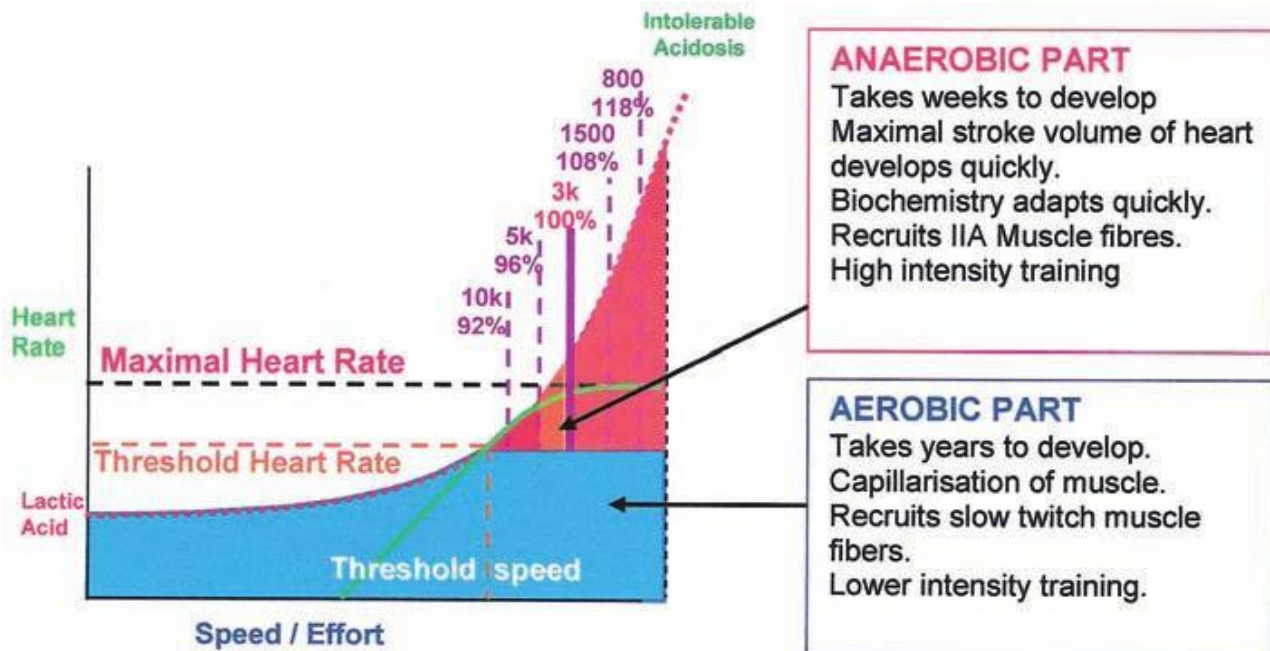 Intolerable
Acidosis
800
118%
1500
108%
3k
100%
5k
96%
10k
92%
Heart
Rate
Maximal Heart Rate
Threshold Heart Rate
Lactic
Acid
Threshold speed
Speed / Effort
ANAEROBIC PART
Takes weeks to develop
Maximal stroke volume of heart
develops quickly.
Biochemistry adapts quickly.
Recruits IIA Muscle fibres.
High intensity training
AEROBIC PART
Takes years to develop.
Capillarisation of muscle.
Recruits slow twitch muscle
fibers.
Lower intensity training.